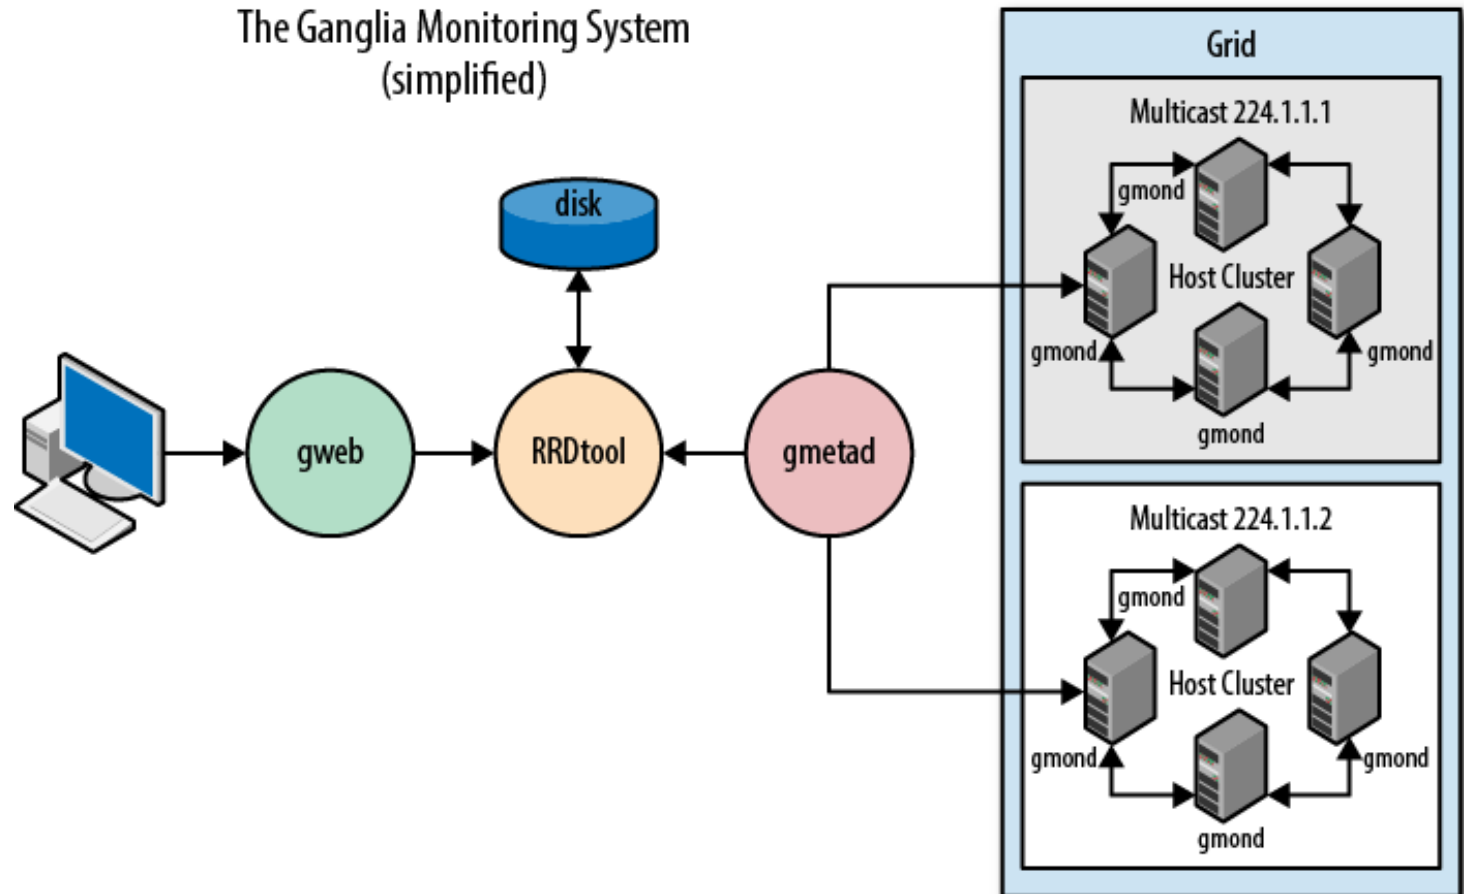 The Ganglia Monitoring System
(simplified)
disk
gweb
RRDtool
gmetad
Grid
Multicast 224.1.1.1
gmond
Host Cluster
gmond
gmond
gmond
Multicast 224.1.1.2
gmond
Host Cluster
gmond
gmond
gmond